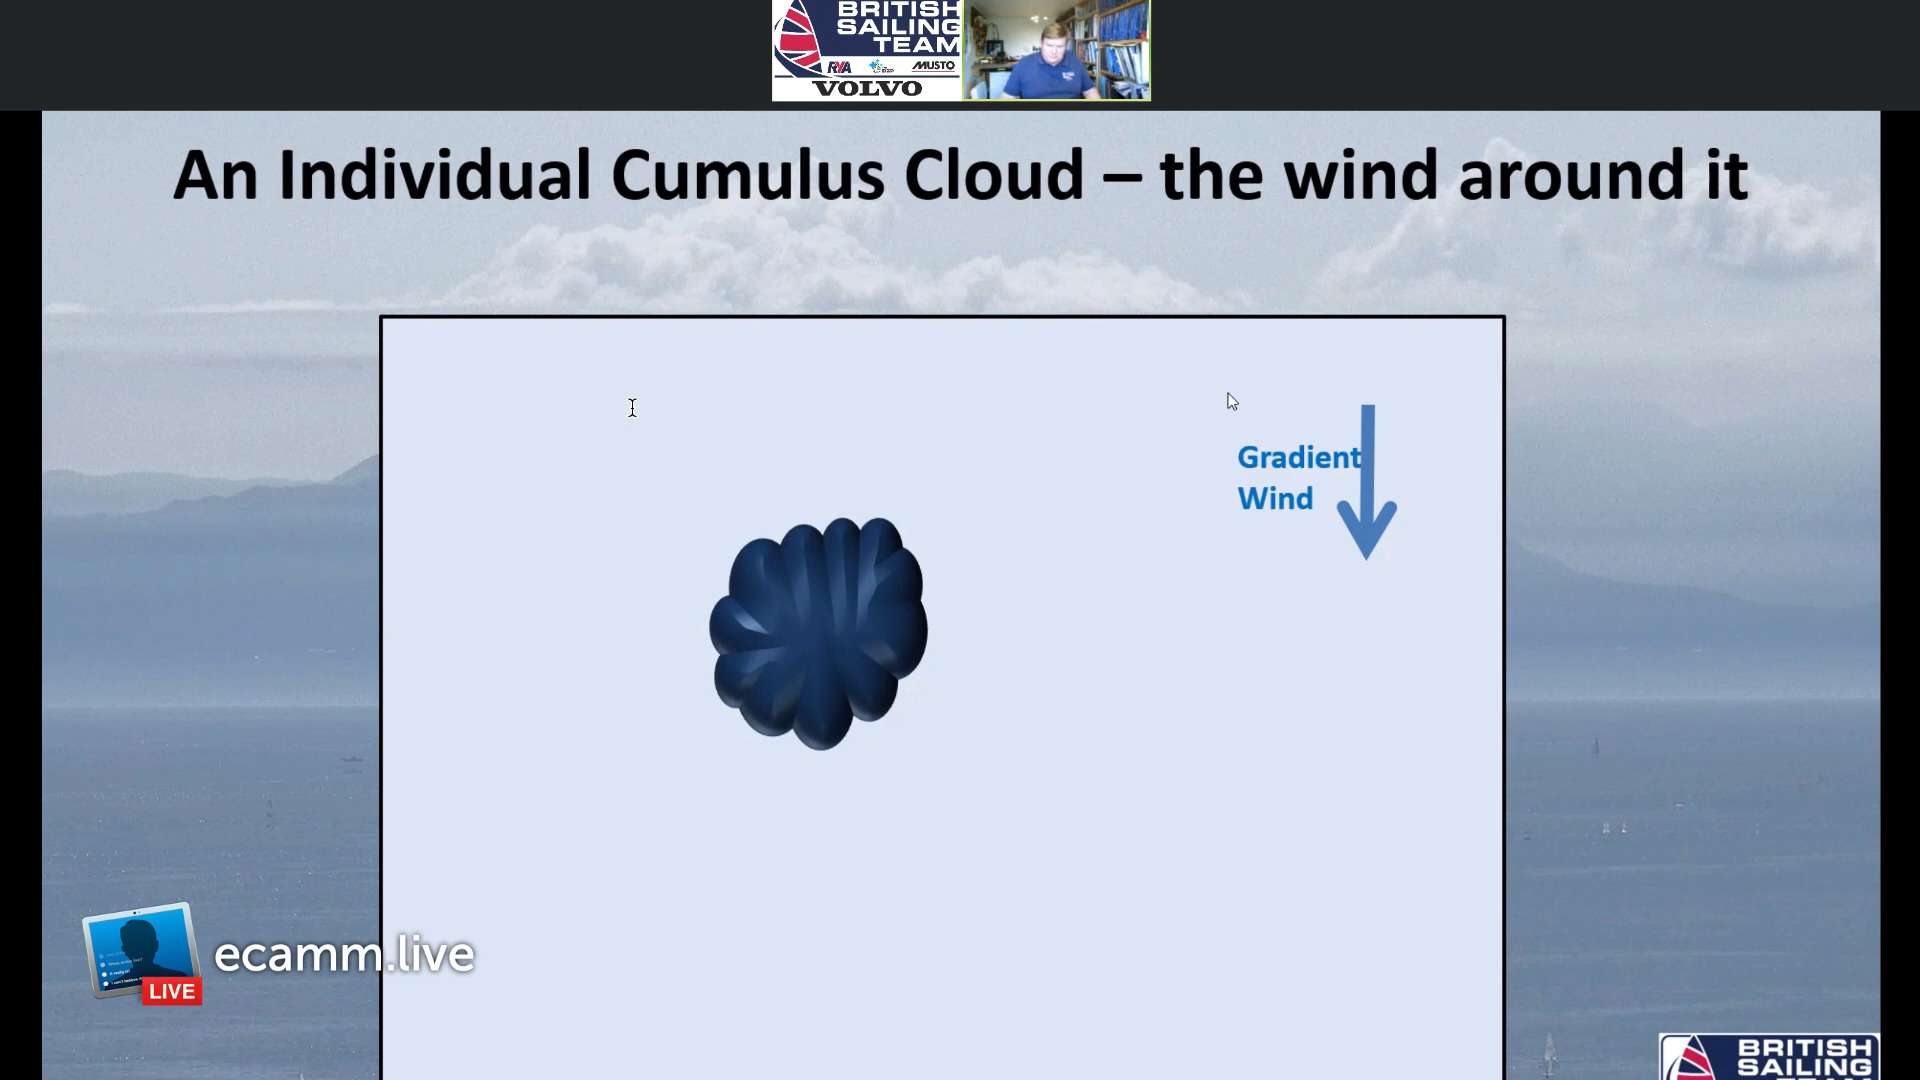 BRITISH
SAILING
TEAM
RYA
MUSTO
VOLVO
An Individual Cumulus Cloud – the wind around it
Gradient
Wind
ecamm.live
LIVE
BRITISH
SAILING